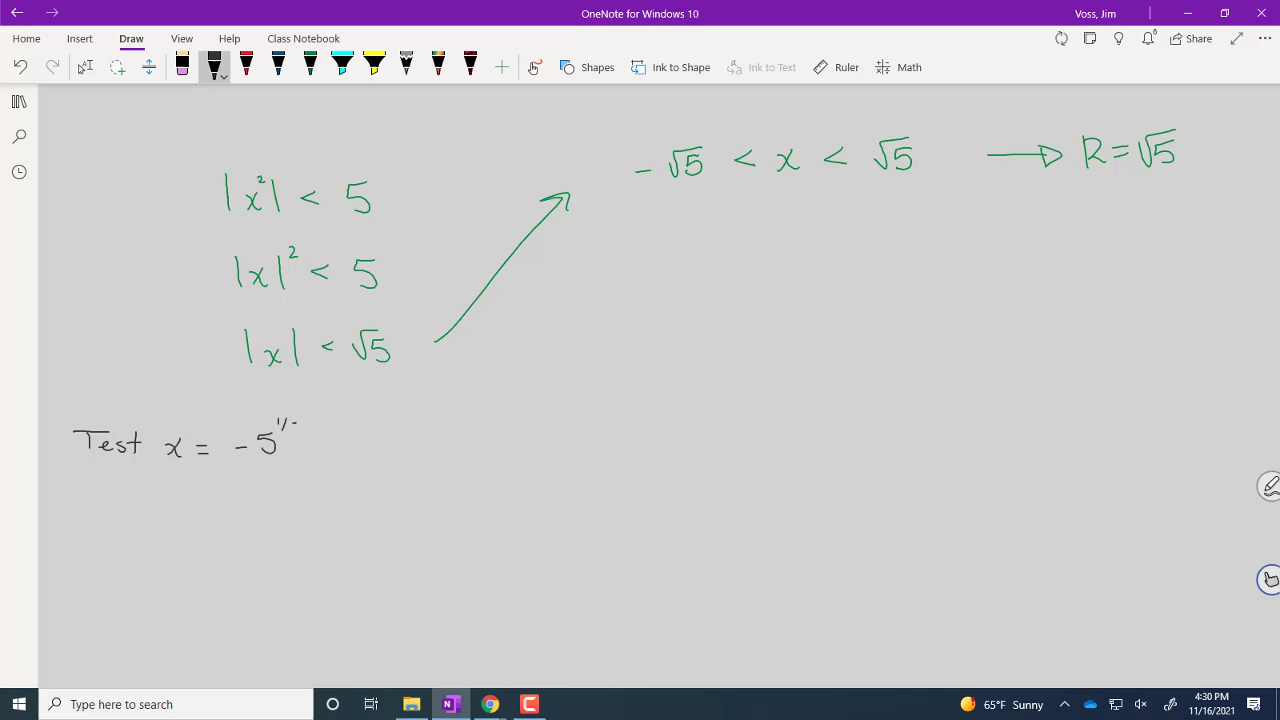 OneNote for Windows 10
Voss, Jim
Home Insert Draw View Help Class Notebook
6 Share
Shapes Ink to Shape Ink to Text Ruler Math
-√5 < x < √5 → R=√5
|x²| < 5
|x|² < 5
|x| < √5
Test x = -5
Type here to search
65°F Sunny
4:30 PM
11/16/2021